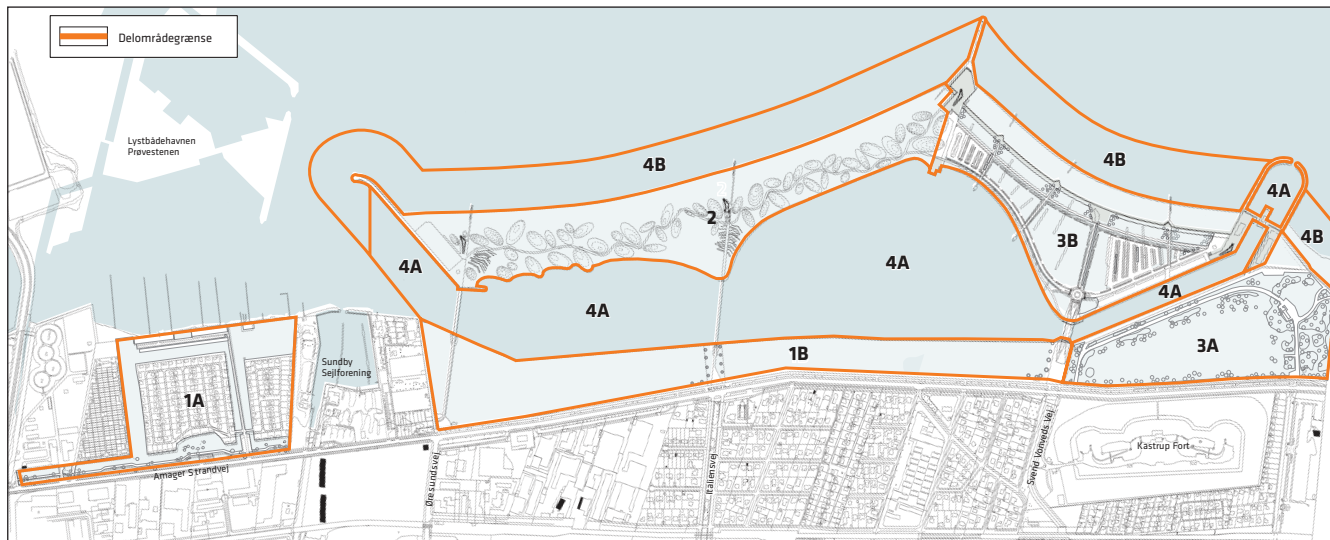 Delområdegrænse
Lystbådehavnen
Prøvestenen
4B
4B
4A
4B
2
3B
4A
4A
4A
4A
1B
3A
Sundby
Sejlforening
1A
Amager Strandvej
Øresundsvej
Italiensvej
Svend Vonveds Vej
Kastrup Fort